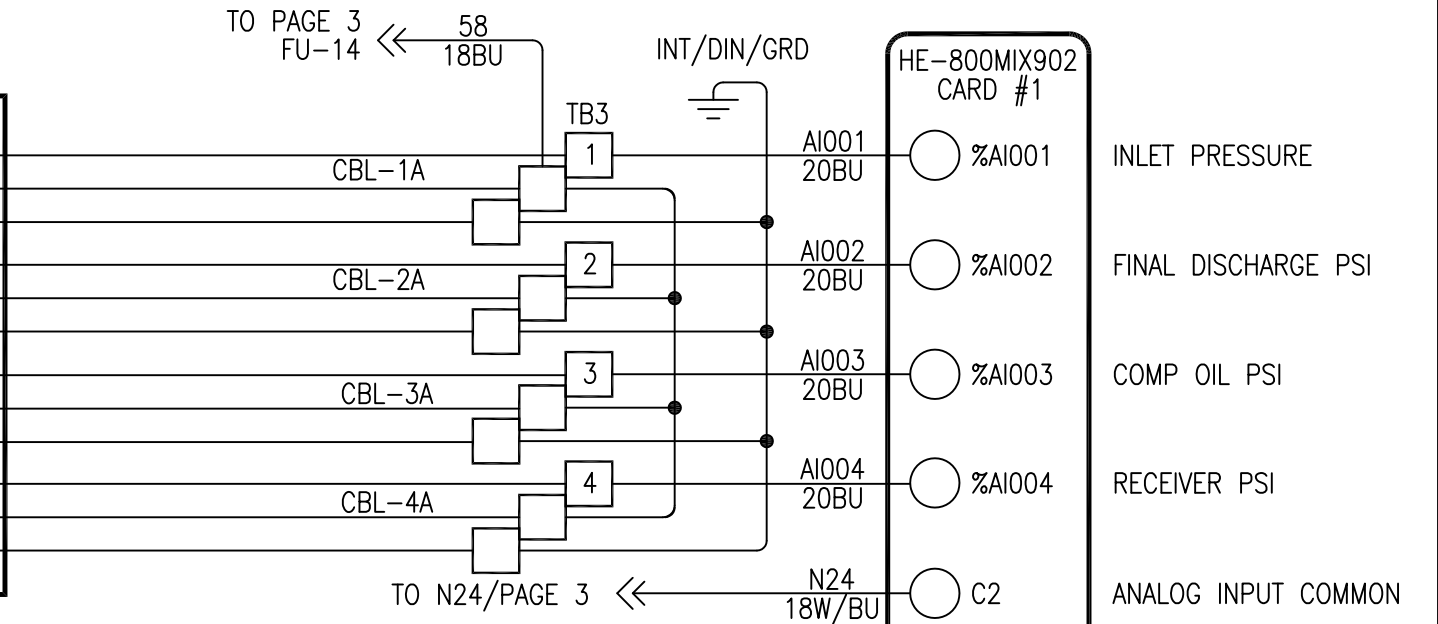 TO PAGE 3
FU-14
58
18BU
INT/DIN/GRD
HE-800MIX902
CARD #1
TB3
1
CBL-1A
AI001
20BU
%AI001
INLET PRESSURE
2
CBL-2A
AI002
20BU
%AI002
FINAL DISCHARGE PSI
3
CBL-3A
AI003
20BU
%AI003
COMP OIL PSI
4
CBL-4A
AI004
20BU
%AI004
RECEIVER PSI
TO N24/PAGE 3
N24
18W/BU
C2
ANALOG INPUT COMMON